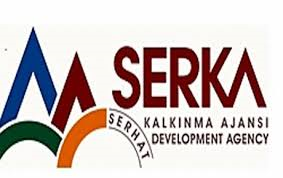 SERKA
SERHAT
KALKINMA AJANSI
DEVELOPMENT AGENCY